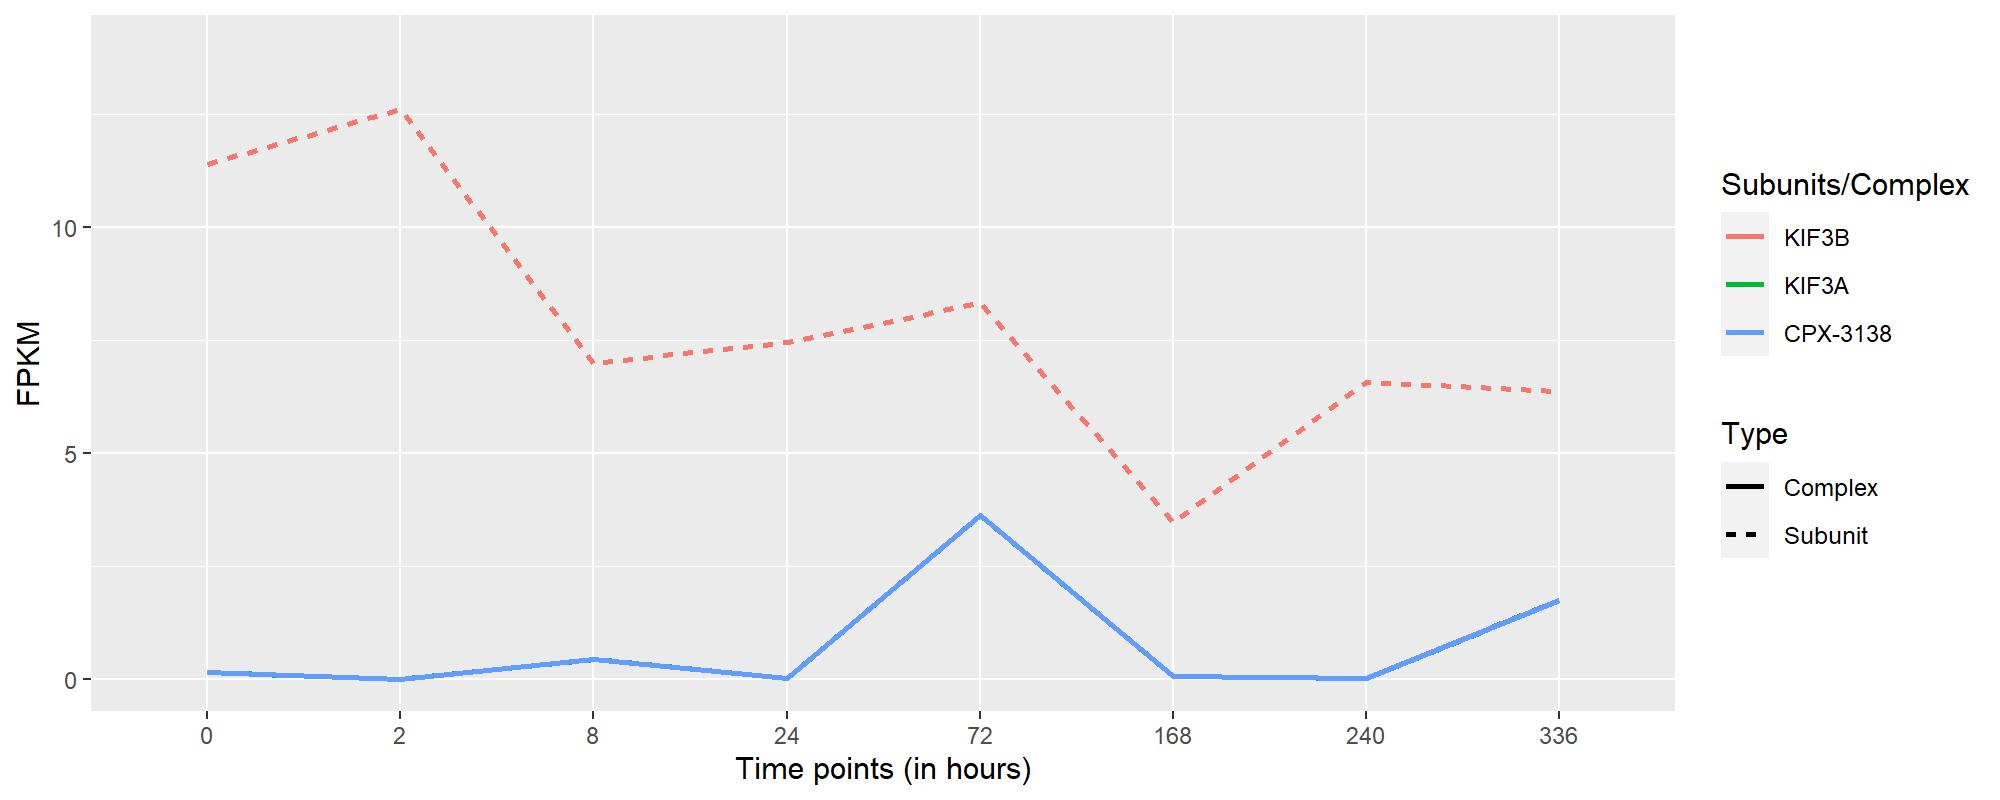 FPKM
10
5
0
0 2 8 24 72 168 240 336
Time points (in hours)
Subunits/Complex
KIF3B
KIF3A
CPX-3138
Type
Complex
Subunit